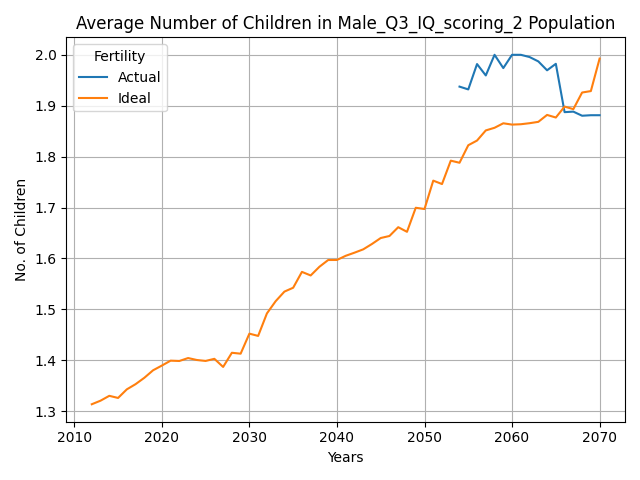 Average Number of Children in Male_Q3_IQ_scoring_2 Population
Fertility
Actual
Ideal
No. of Children
2.0
1.9
1.8
1.7
1.6
1.5
1.4
1.3
2010 2020 2030 2040 2050 2060 2070
Years